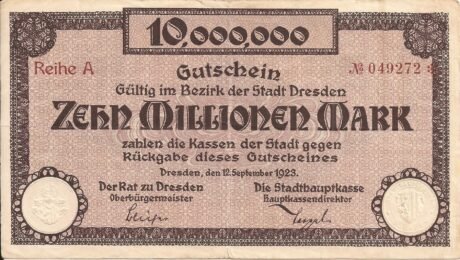 10.000.000
Reihe A
№ 049272 *
Gutschein
Gültig im Bezirk der Stadt Dresden
Zehn Millionen Mark
zahlen die Kassen der Stadt gegen
Rückgabe dieses Gutscheines
Dresden, den 12. September 1923.
Der Rat zu Dresden
Oberbürgermeister
Die Stadthauptkasse
Hauptkassendirektor